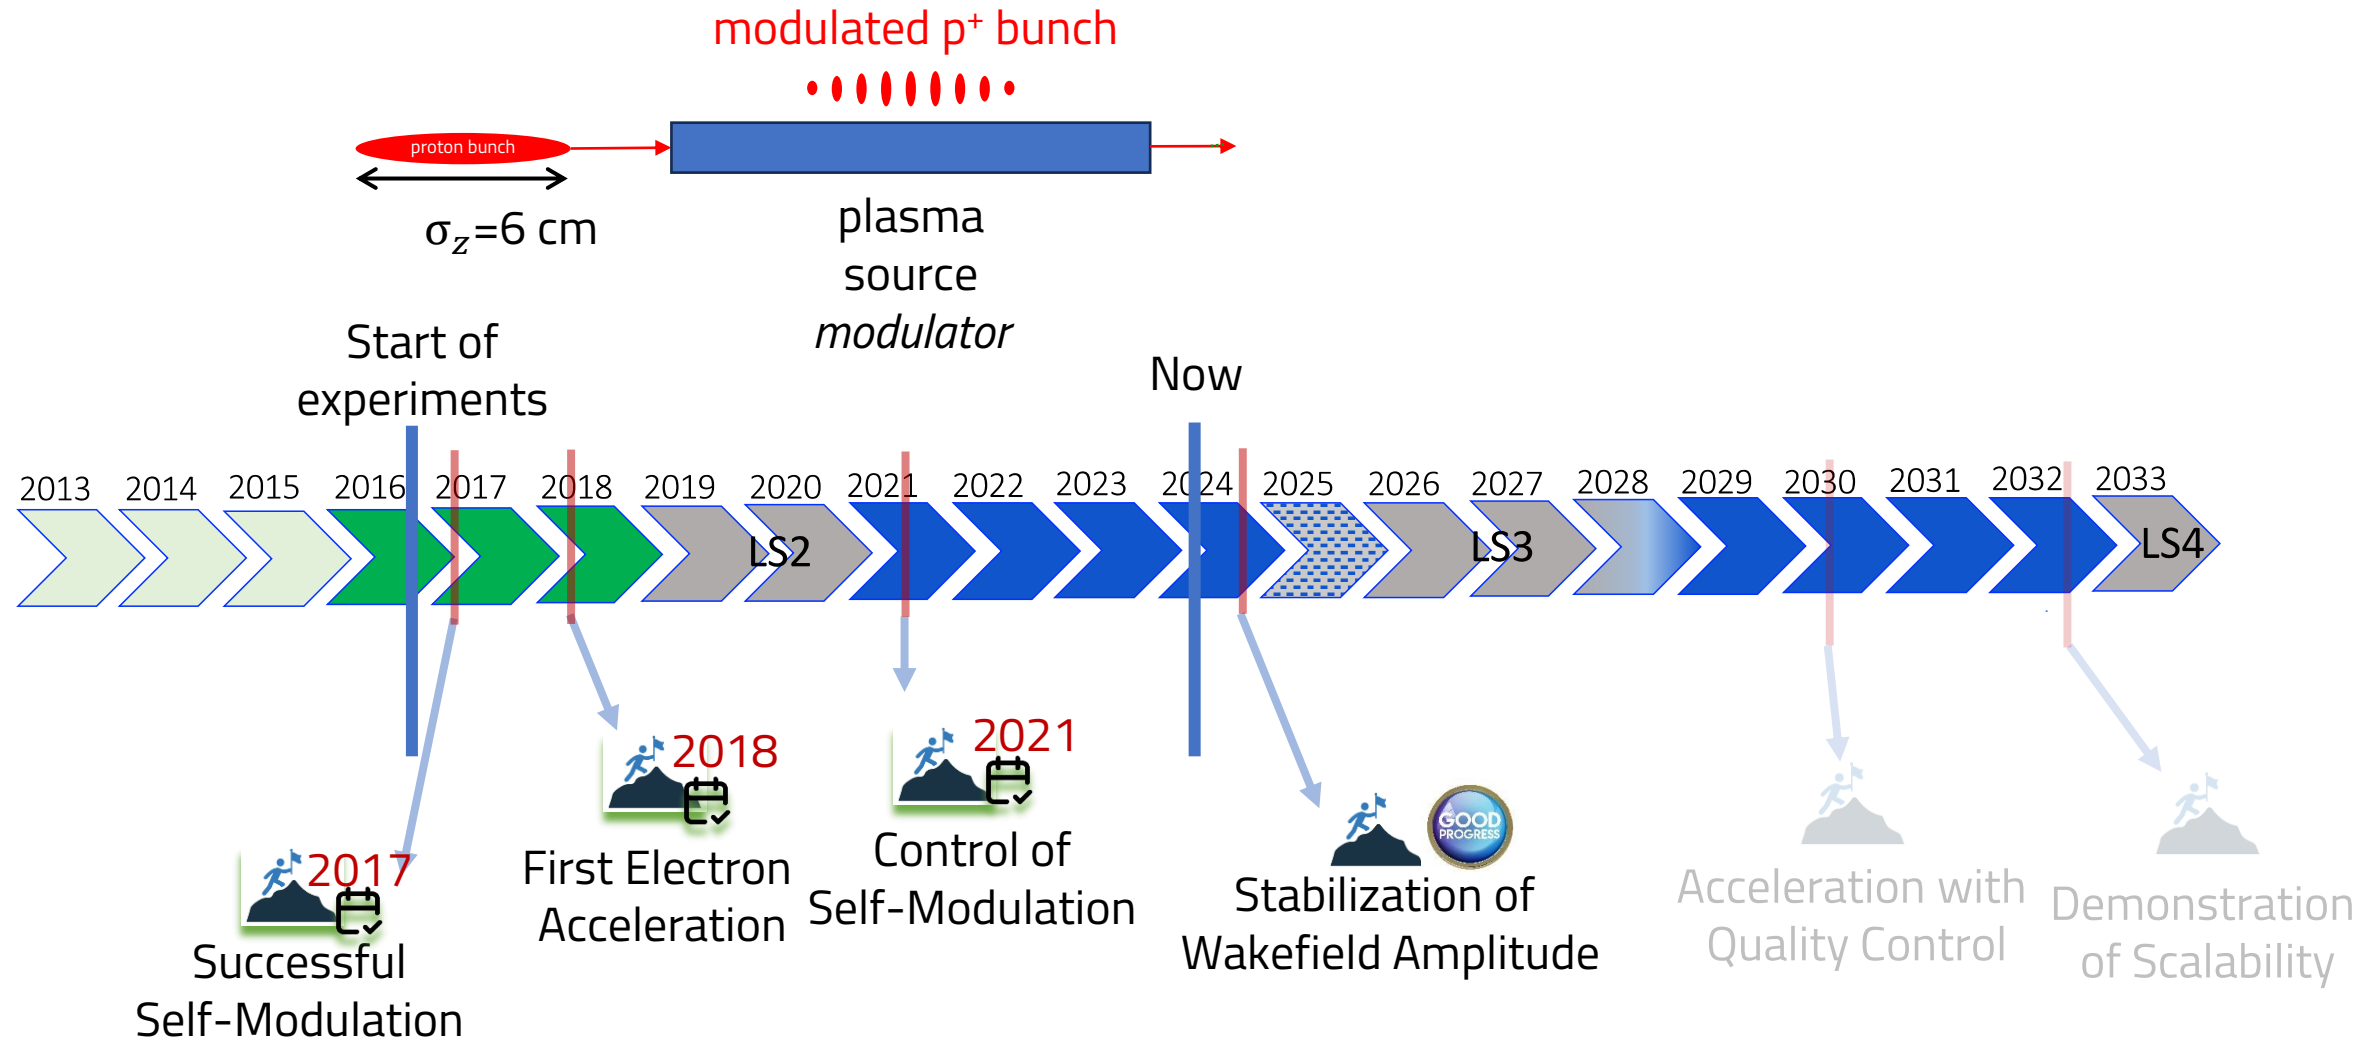 modulated p⁺ bunch
proton bunch
σ_z=6 cm
plasma
source
modulator
Start of
experiments
Now
2013 2014 2015 2016 2017 2018 2019 2020 2021 2022 2023 2024 2025 2026 2027 2028 2029 2030 2031 2032 2033
LS2 LS3 LS4
2017
Successful
Self-Modulation
2018
First Electron
Acceleration
2021
Control of
Self-Modulation
GOOD
PROGRESS
Stabilization of
Wakefield Amplitude
Acceleration with
Quality Control
Demonstration
of Scalability